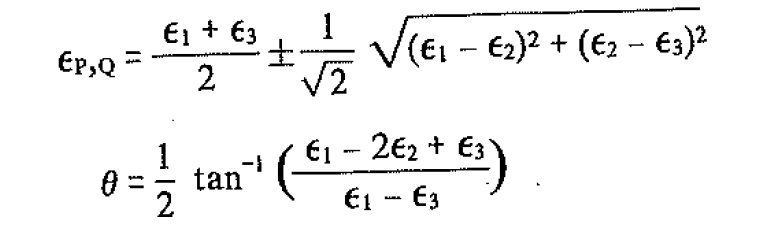 ϵP,Q = (ϵ1 + ϵ3)/2 ± 1/√2 √((ϵ1 − ϵ2)² + (ϵ2 − ϵ3)²)
θ = 1/2 tan⁻¹ ((ϵ1 − 2ϵ2 + ϵ3)/(ϵ1 − ϵ3))